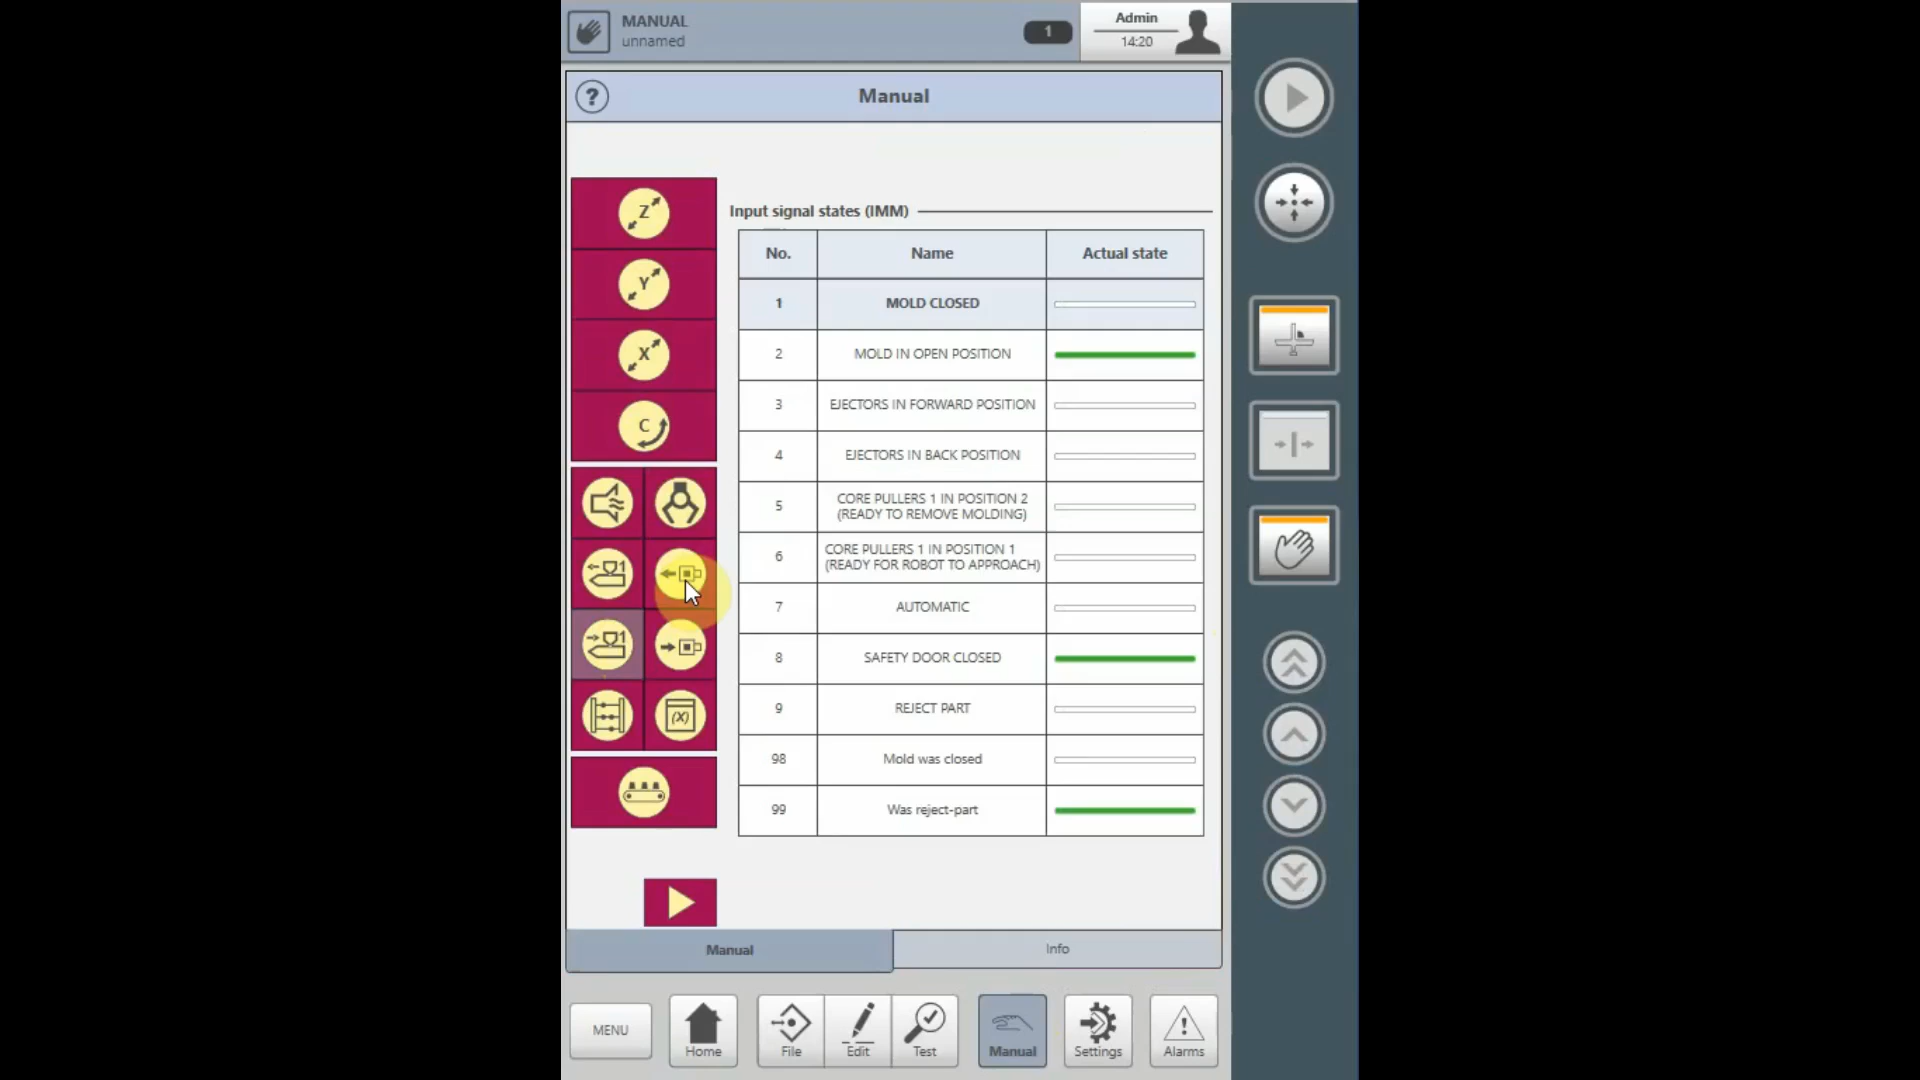 MANUAL
unnamed
1
Admin
14:20
?
Manual
Z
Y
X
C
1
1
(X)
Input signal states (IMM)
No. Name Actual state
1 MOLD CLOSED
2 MOLD IN OPEN POSITION
3 EJECTORS IN FORWARD POSITION
4 EJECTORS IN BACK POSITION
5 CORE PULLERS 1 IN POSITION 2
(READY TO REMOVE MOLDING)
6 CORE PULLERS 1 IN POSITION 1
(READY FOR ROBOT TO APPROACH)
7 AUTOMATIC
8 SAFETY DOOR CLOSED
9 REJECT PART
98 Mold was closed
99 Was reject-part
Manual Info
MENU Home File Edit Test Manual Settings Alarms